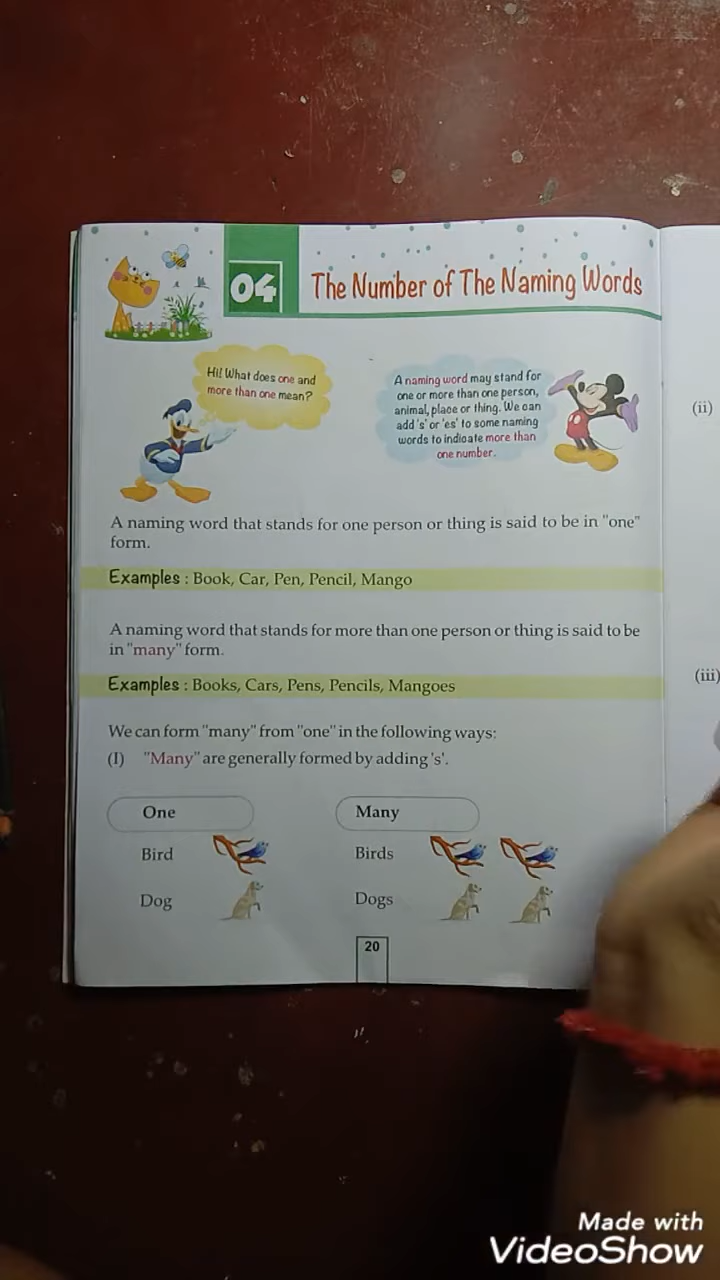 04
The Number of The Naming Words
Hi! What does one and
more than one mean?
A naming word may stand for
one or more than one person,
animal, place or thing. We can
add 's' or 'es' to some naming
words to indicate more than
one number.
(ii)
A naming word that stands for one person or thing is said to be in "one"
form.
Examples : Book, Car, Pen, Pencil, Mango
A naming word that stands for more than one person or thing is said to be
in "many" form.
Examples : Books, Cars, Pens, Pencils, Mangoes
(iii)
We can form "many" from "one" in the following ways:
(I) "Many" are generally formed by adding 's'.
One Many
Bird Birds
Dog Dogs
20
Made with
VideoShow